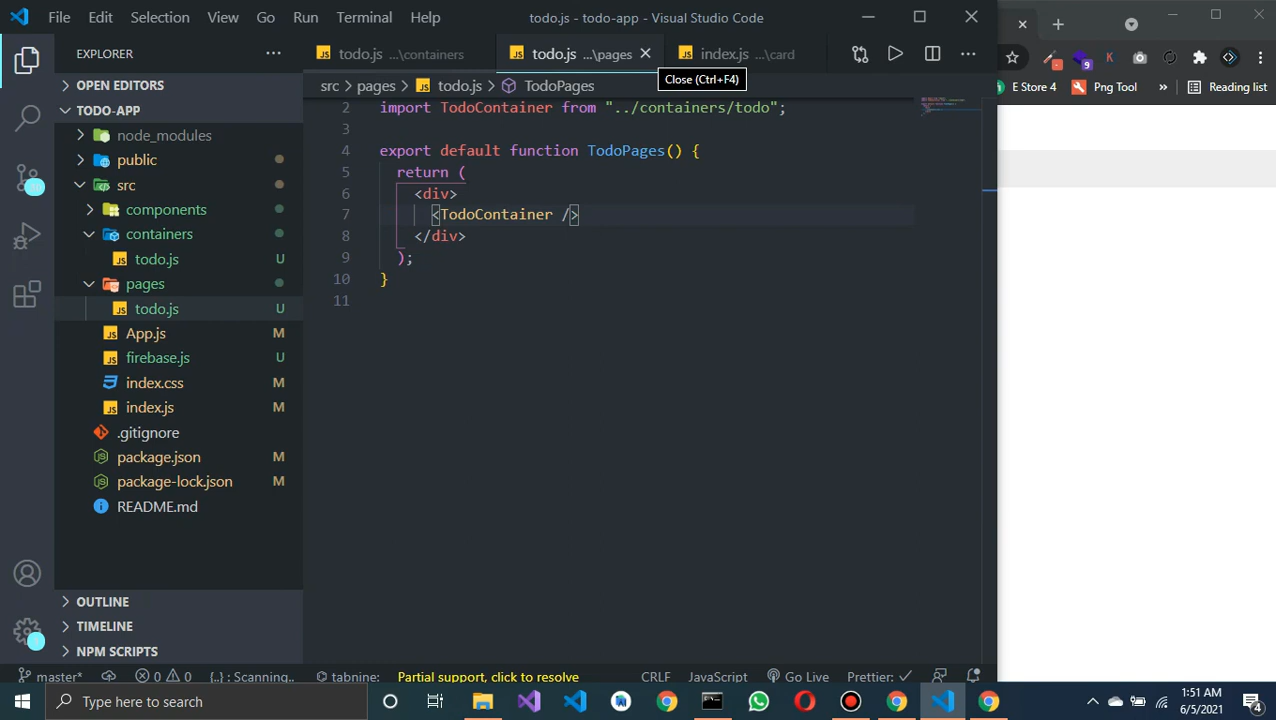 File Edit Selection View Go Run Terminal Help
todo.js - todo-app - Visual Studio Code
EXPLORER
OPEN EDITORS
TODO-APP
node_modules
public
src
components
containers
todo.js U
pages
todo.js U
App.js M
firebase.js U
index.css M
index.js M
.gitignore
package.json M
package-lock.json M
README.md
OUTLINE
TIMELINE
NPM SCRIPTS
JS todo.js ...\containers
JS todo.js ...\pages
JS index.js ...\card
Close (Ctrl+F4)
src > pages > JS todo.js > TodoPages
2 import TodoContainer from "../containers/todo";
3
4 export default function TodoPages() {
5 return (
6 <div>
7 <TodoContainer />
8 </div>
9 );
10 }
11
E Store 4 Png Tool » Reading list
master* 0 0 {..} : Scanning.. tabnine: Partial support, click to resolve CRLF JavaScript Go Live Prettier: ✓
Type here to search
1:51 AM
6/5/2021
4